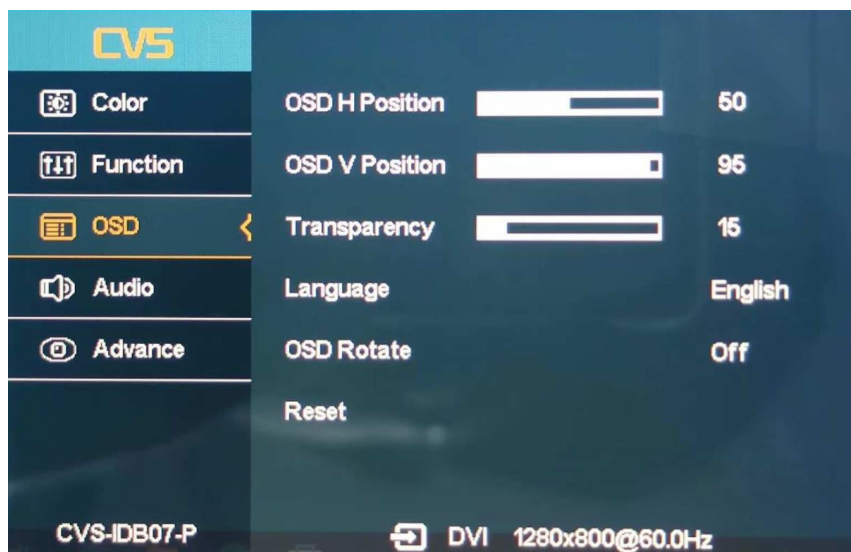 CVS
Color
Function
OSD
Audio
Advance
OSD H Position 50
OSD V Position 95
Transparency 15
Language English
OSD Rotate Off
Reset
CVS-IDB07-P
DVI 1280x800@60.0Hz